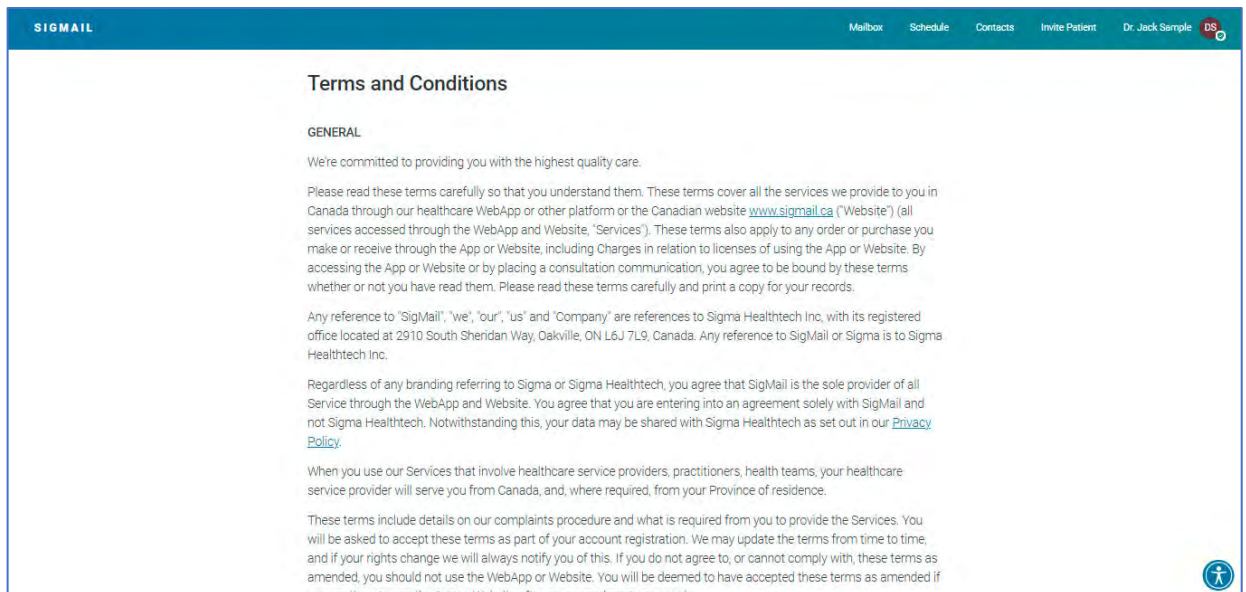 SIGMAIL
Mailbox Schedule Contacts Invite Patient Dr. Jack Sample DS
Terms and Conditions
GENERAL
We're committed to providing you with the highest quality care.
Please read these terms carefully so that you understand them. These terms cover all the services we provide to you in
Canada through our healthcare WebApp or other platform or the Canadian website www.sigmail.ca ("Website") (all
services accessed through the WebApp and Website, "Services"). These terms also apply to any order or purchase you
make or receive through the App or Website, including Charges in relation to licenses of using the App or Website. By
accessing the App or Website or by placing a consultation communication, you agree to be bound by these terms
whether or not you have read them. Please read these terms carefully and print a copy for your records.
Any reference to "SigMail", "we", "our", "us" and "Company" are references to Sigma Healthtech Inc, with its registered
office located at 2910 South Sheridan Way, Oakville, ON L6J 7L9, Canada. Any reference to SigMail or Sigma is to Sigma
Healthtech Inc.
Regardless of any branding referring to Sigma or Sigma Healthtech, you agree that SigMail is the sole provider of all
Service through the WebApp and Website. You agree that you are entering into an agreement solely with SigMail and
not Sigma Healthtech. Notwithstanding this, your data may be shared with Sigma Healthtech as set out in our Privacy
Policy.
When you use our Services that involve healthcare service providers, practitioners, health teams, your healthcare
service provider will serve you from Canada, and, where required, from your Province of residence.
These terms include details on our complaints procedure and what is required from you to provide the Services. You
will be asked to accept these terms as part of your account registration. We may update the terms from time to time,
and if your rights change we will always notify you of this. If you do not agree to, or cannot comply with, these terms as
amended, you should not use the WebApp or Website. You will be deemed to have accepted these terms as amended if